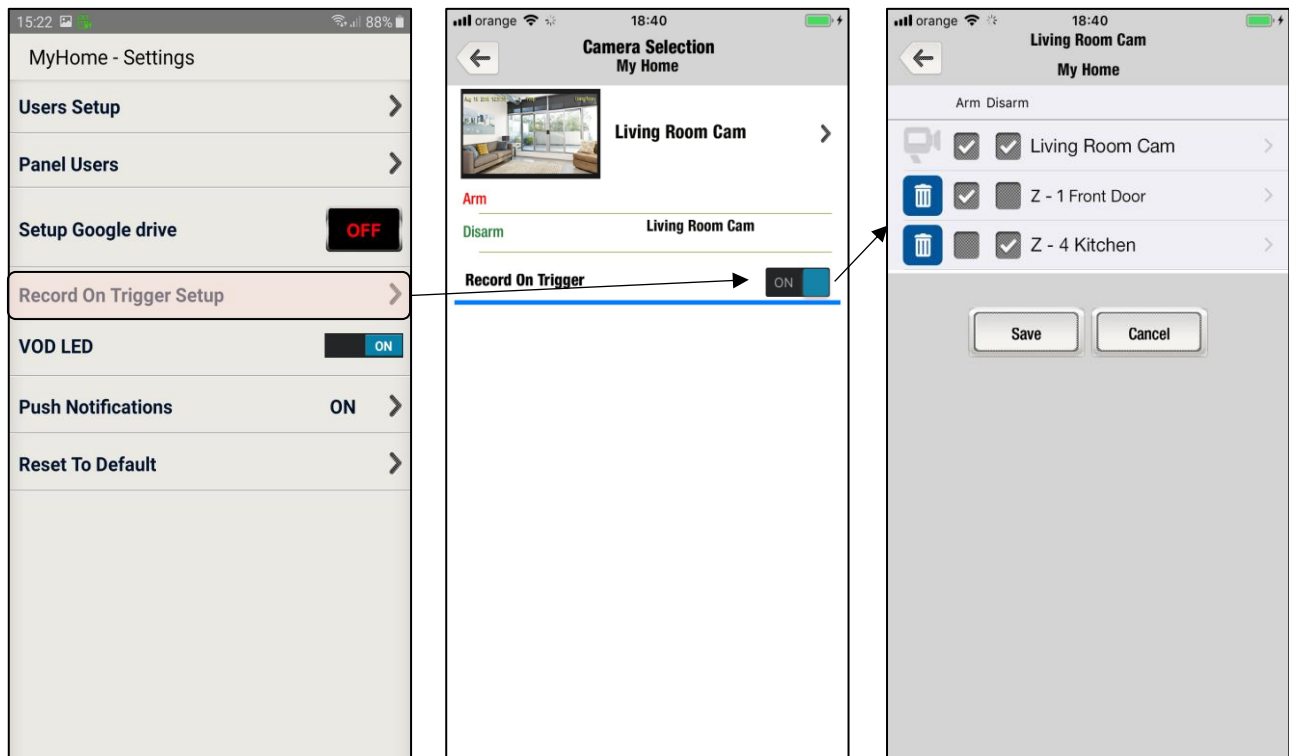 15:22 88%
MyHome - Settings
Users Setup
Panel Users
Setup Google drive OFF
Record On Trigger Setup
VOD LED ON
Push Notifications ON
Reset To Default
orange 18:40
Camera Selection
My Home
Living Room Cam
Arm
Disarm Living Room Cam
Record On Trigger ON
orange 18:40
Living Room Cam
My Home
Arm Disarm
Living Room Cam
Z - 1 Front Door
Z - 4 Kitchen
Save Cancel